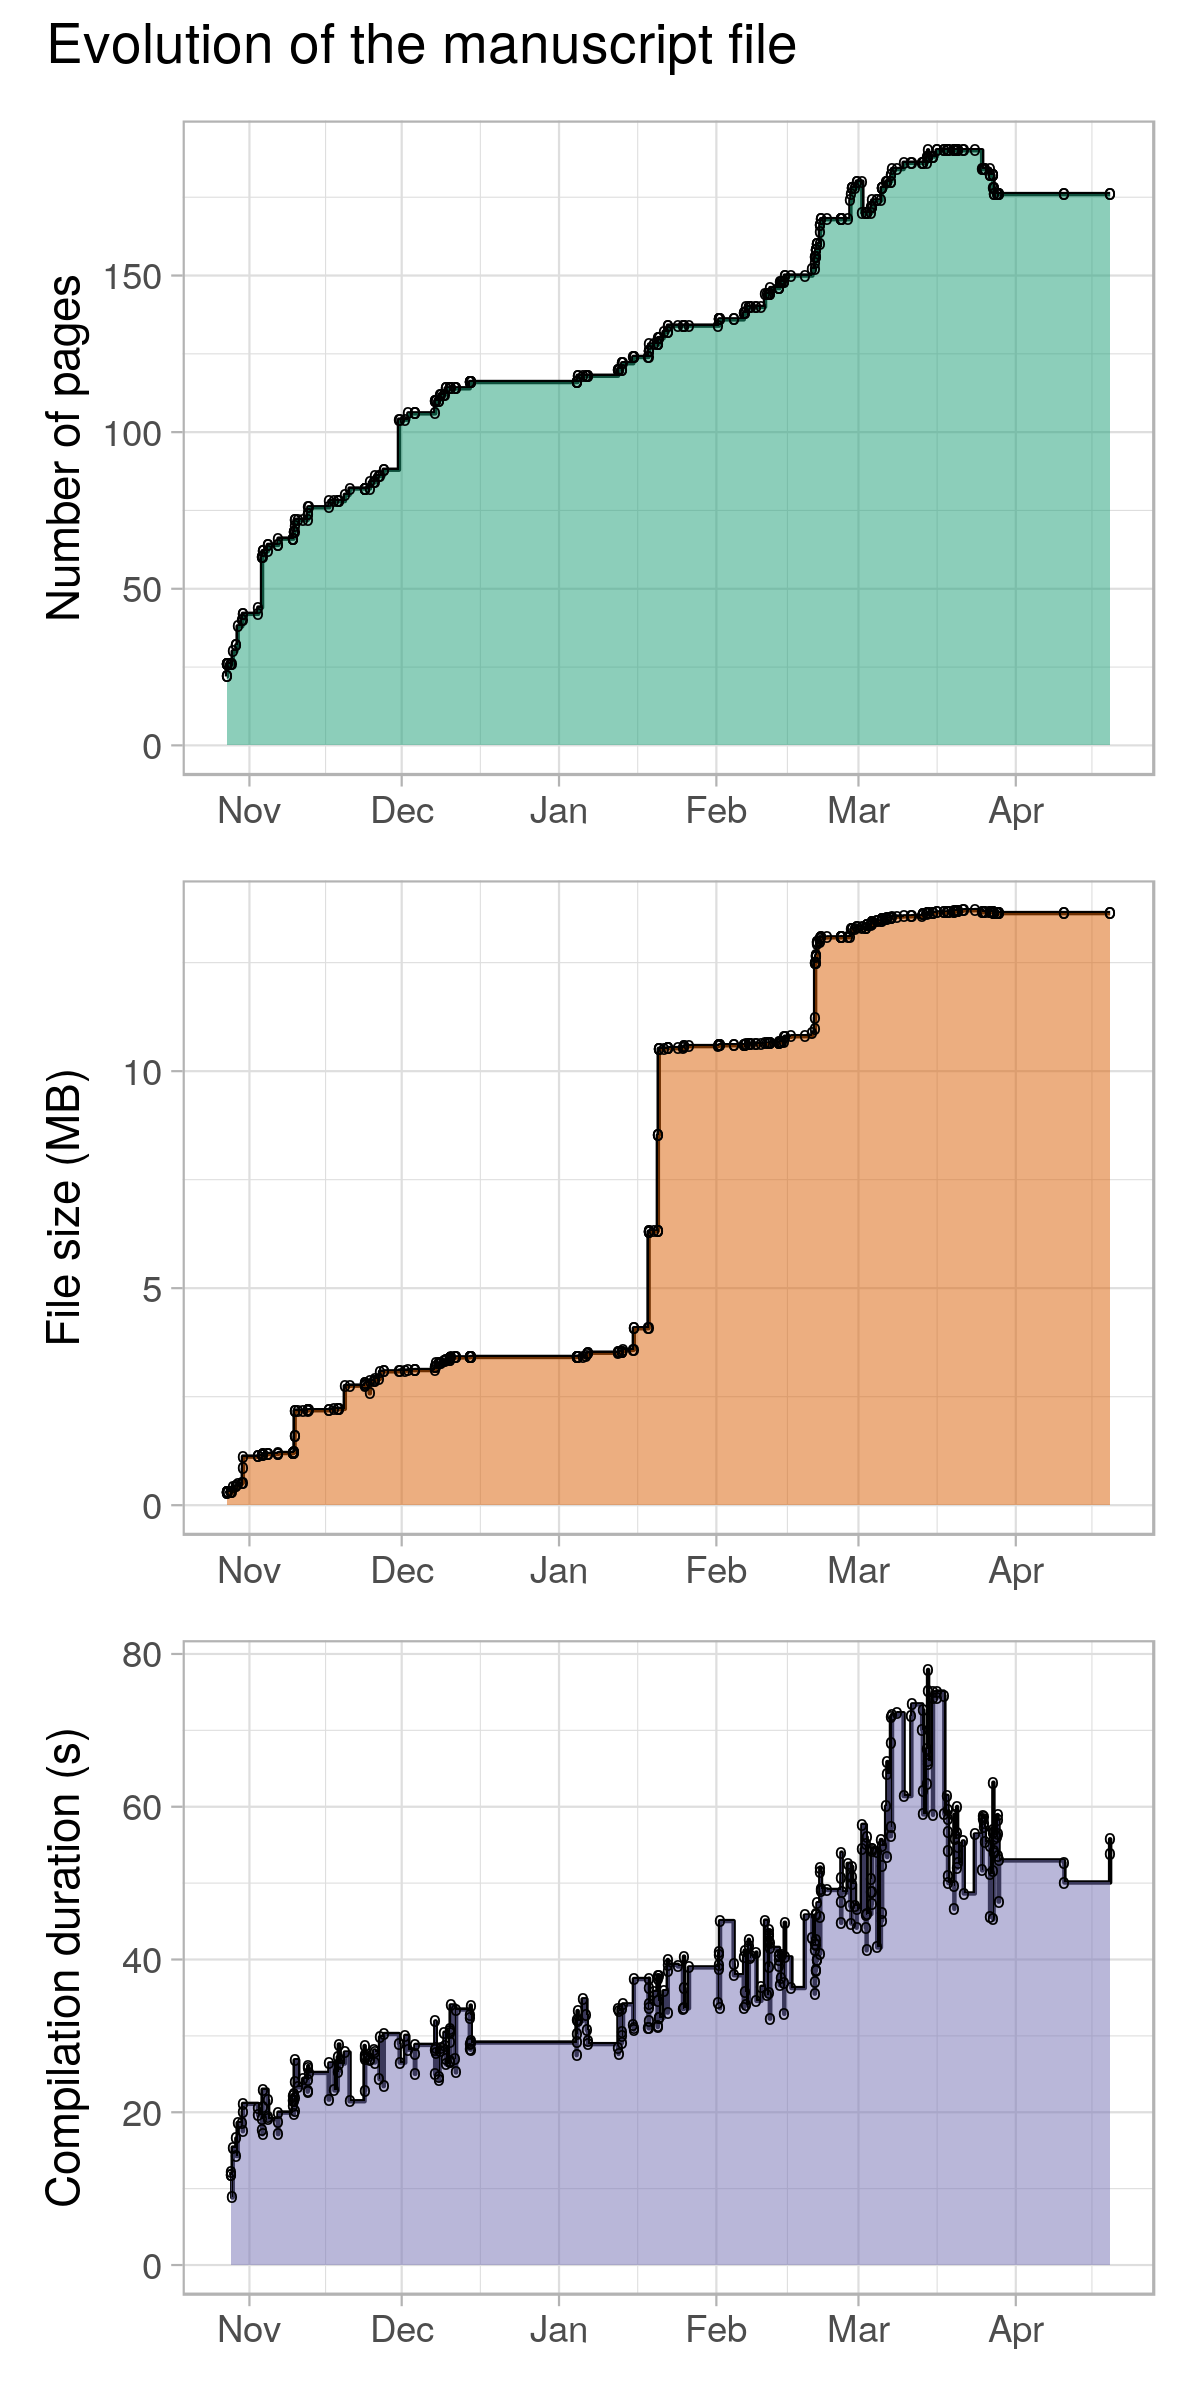 Evolution of the manuscript file
Number of pages
150
100
50
0
Nov Dec Jan Feb Mar Apr
File size (MB)
10
5
0
Nov Dec Jan Feb Mar Apr
Compilation duration (s)
80
60
40
20
0
Nov Dec Jan Feb Mar Apr